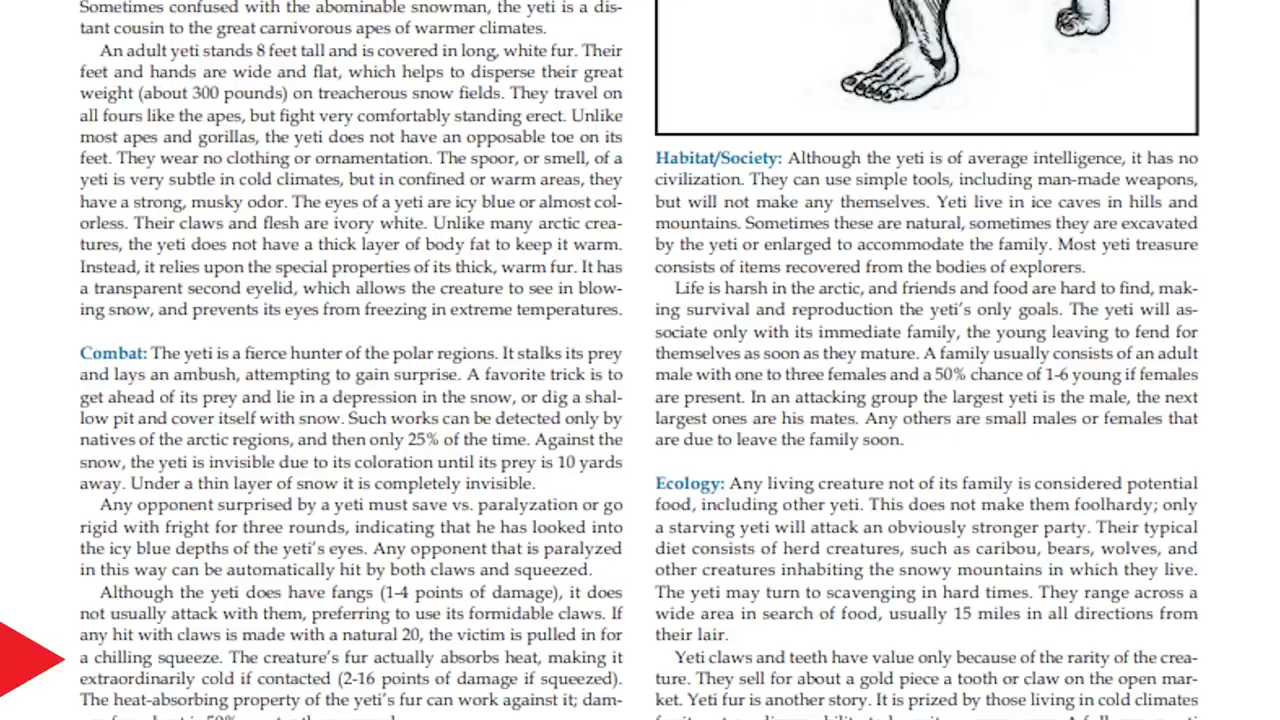 Sometimes confused with the abominable snowman, the yeti is a dis-
tant cousin to the great carnivorous apes of warmer climates.
An adult yeti stands 8 feet tall and is covered in long, white fur. Their
feet and hands are wide and flat, which helps to disperse their great
weight (about 300 pounds) on treacherous snow fields. They travel on
all fours like the apes, but fight very comfortably standing erect. Unlike
most apes and gorillas, the yeti does not have an opposable toe on its
feet. They wear no clothing or ornamentation. The spoor, or smell, of a
yeti is very subtle in cold climates, but in confined or warm areas, they
have a strong, musky odor. The eyes of a yeti are icy blue or almost col-
orless. Their claws and flesh are ivory white. Unlike many arctic crea-
tures, the yeti does not have a thick layer of body fat to keep it warm.
Instead, it relies upon the special properties of its thick, warm fur. It has
a transparent second eyelid, which allows the creature to see in blow-
ing snow, and prevents its eyes from freezing in extreme temperatures.
Combat: The yeti is a fierce hunter of the polar regions. It stalks its prey
and lays an ambush, attempting to gain surprise. A favorite trick is to
get ahead of its prey and lie in a depression in the snow, or dig a shal-
low pit and cover itself with snow. Such works can be detected only by
natives of the arctic regions, and then only 25% of the time. Against the
snow, the yeti is invisible due to its coloration until its prey is 10 yards
away. Under a thin layer of snow it is completely invisible.
Any opponent surprised by a yeti must save vs. paralyzation or go
rigid with fright for three rounds, indicating that he has looked into
the icy blue depths of the yeti's eyes. Any opponent that is paralyzed
in this way can be automatically hit by both claws and squeezed.
Although the yeti does have fangs (1-4 points of damage), it does
not usually attack with them, preferring to use its formidable claws. If
any hit with claws is made with a natural 20, the victim is pulled in for
a chilling squeeze. The creature's fur actually absorbs heat, making it
extraordinarily cold if contacted (2-16 points of damage if squeezed).
The heat-absorbing property of the yeti's fur can work against it; dam-
Habitat/Society: Although the yeti is of average intelligence, it has no
civilization. They can use simple tools, including man-made weapons,
but will not make any themselves. Yeti live in ice caves in hills and
mountains. Sometimes these are natural, sometimes they are excavated
by the yeti or enlarged to accommodate the family. Most yeti treasure
consists of items recovered from the bodies of explorers.
Life is harsh in the arctic, and friends and food are hard to find, mak-
ing survival and reproduction the yeti's only goals. The yeti will as-
sociate only with its immediate family, the young leaving to fend for
themselves as soon as they mature. A family usually consists of an adult
male with one to three females and a 50% chance of 1-6 young if females
are present. In an attacking group the largest yeti is the male, the next
largest ones are his mates. Any others are small males or females that
are due to leave the family soon.
Ecology: Any living creature not of its family is considered potential
food, including other yeti. This does not make them foolhardy; only
a starving yeti will attack an obviously stronger party. Their typical
diet consists of herd creatures, such as caribou, bears, wolves, and
other creatures inhabiting the snowy mountains in which they live.
The yeti may turn to scavenging in hard times. They range across a
wide area in search of food, usually 15 miles in all directions from
their lair.
Yeti claws and teeth have value only because of the rarity of the crea-
ture. They sell for about a gold piece a tooth or claw on the open mar-
ket. Yeti fur is another story. It is prized by those living in cold climates